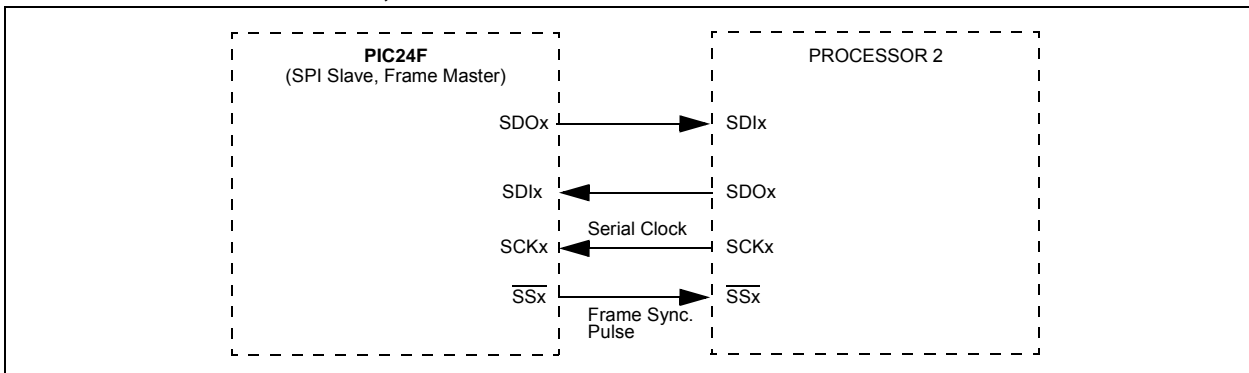 PIC24F
(SPI Slave, Frame Master)
PROCESSOR 2
SDOx
SDIx
SDIx
SDOx
Serial Clock
SCKx
SCKx
SSx
SSx
Frame Sync.
Pulse